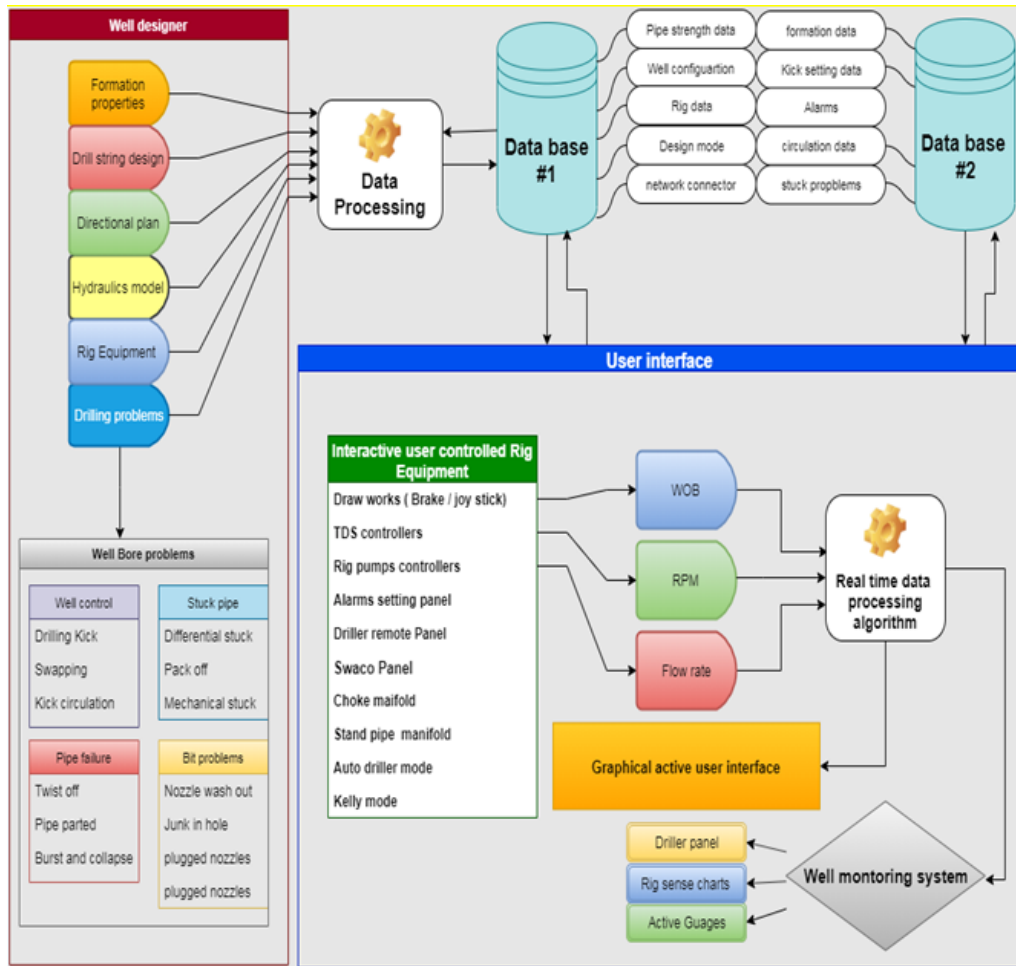 Well designer
Formation
properties
Drill string design
Directional plan
Hydraulics model
Rig Equipment
Drilling problems
Data
Processing
Data base
#1
Pipe strength data
Well configuartion
Rig data
Design mode
network connector
formation data
Kick setting data
Alarms
circulation data
stuck propblems
Data base
#2
Well Bore problems
Well control
Drilling Kick
Swapping
Kick circulation
Stuck pipe
Differential stuck
Pack off
Mechanical stuck
Pipe failure
Twist off
Pipe parted
Burst and collapse
Bit problems
Nozzle wash out
Junk in hole
plugged nozzles
plugged nozzles
User interface
Interactive user controlled Rig
Equipment
Draw works ( Brake / joy stick)
TDS controllers
Rig pumps controllers
Alarms setting panel
Driller remote Panel
Swaco Panel
Choke maifold
Stand pipe manifold
Auto driller mode
Kelly mode
WOB
RPM
Flow rate
Real time data
processing
algorithm
Graphical active user interface
Well montoring system
Driller panel
Rig sense charts
Active Guages